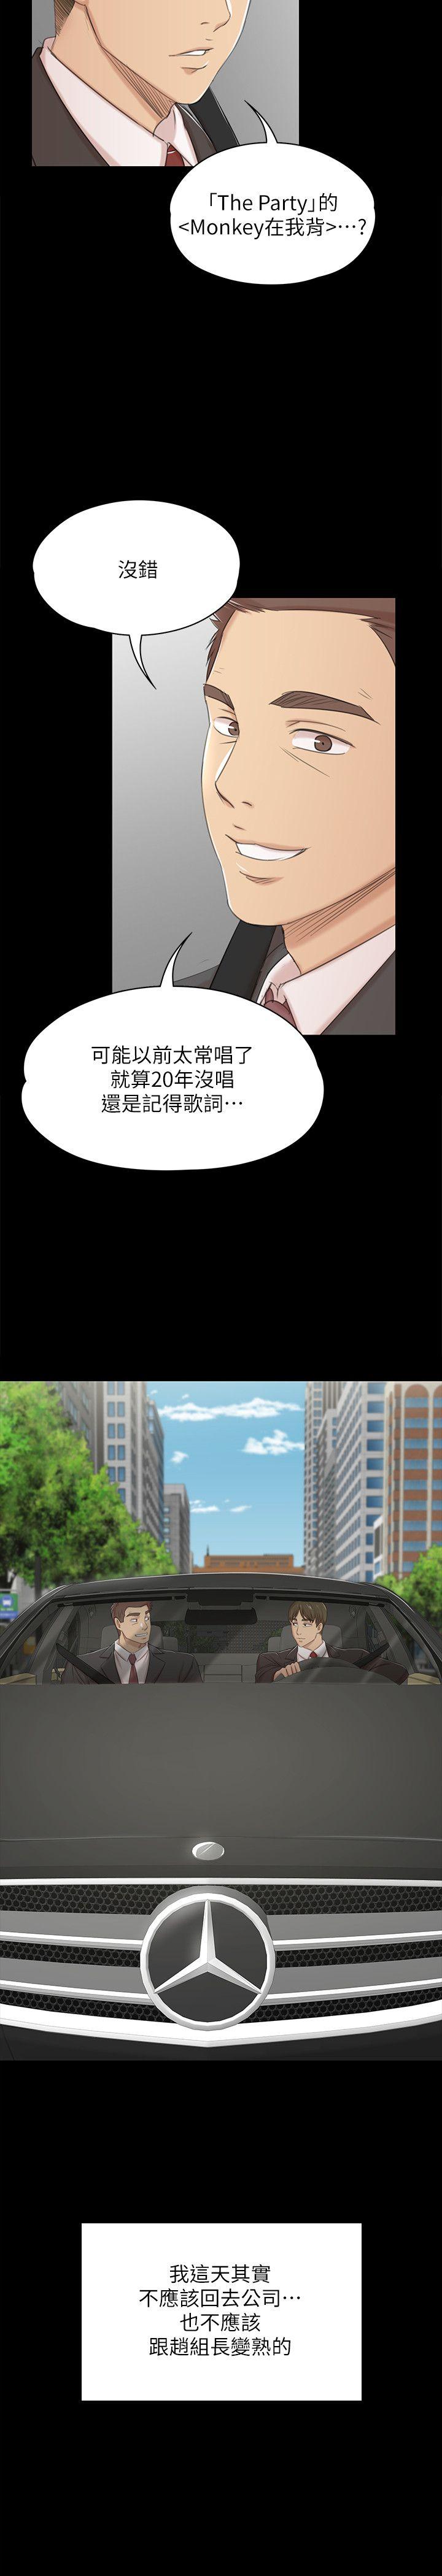 「The Party」的
<Monkey在我背>⋯?
沒錯
可能以前太常唱了
就算20年沒唱
還是記得歌詞⋯
我這天其實
不應該回去公司⋯
也不應該
跟趙組長變熟的